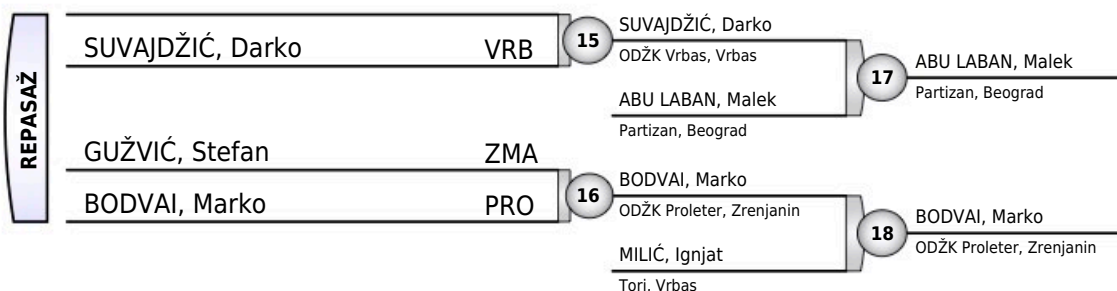 REPASAŽ
SUVAJDŽIĆ, Darko VRB
15
SUVAJDŽIĆ, Darko
ODŽK Vrbas, Vrbas
ABU LABAN, Malek
Partizan, Beograd
17
ABU LABAN, Malek
Partizan, Beograd
GUŽVIĆ, Stefan ZMA
BODVAI, Marko PRO
16
BODVAI, Marko
ODŽK Proleter, Zrenjanin
MILIĆ, Ignjat
Tori, Vrbas
18
BODVAI, Marko
ODŽK Proleter, Zrenjanin